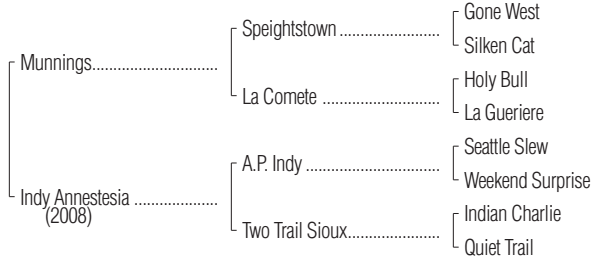 Gone West
Speightstown
Silken Cat
Munnings
Holy Bull
La Comete
La Gueriere
Seattle Slew
A.P. Indy
Weekend Surprise
Indy Annestesia
(2008)
Indian Charlie
Two Trail Sioux
Quiet Trail